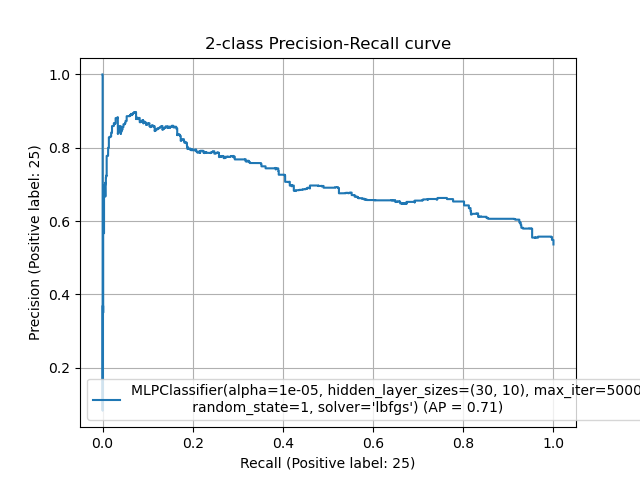 2-class Precision-Recall curve
1.0
0.8
0.6
0.4
0.2
Precision (Positive label: 25)
MLPClassifier(alpha=1e-05, hidden_layer_sizes=(30, 10), max_iter=5000
random_state=1, solver='lbfgs') (AP = 0.71)
0.0 0.2 0.4 0.6 0.8 1.0
Recall (Positive label: 25)